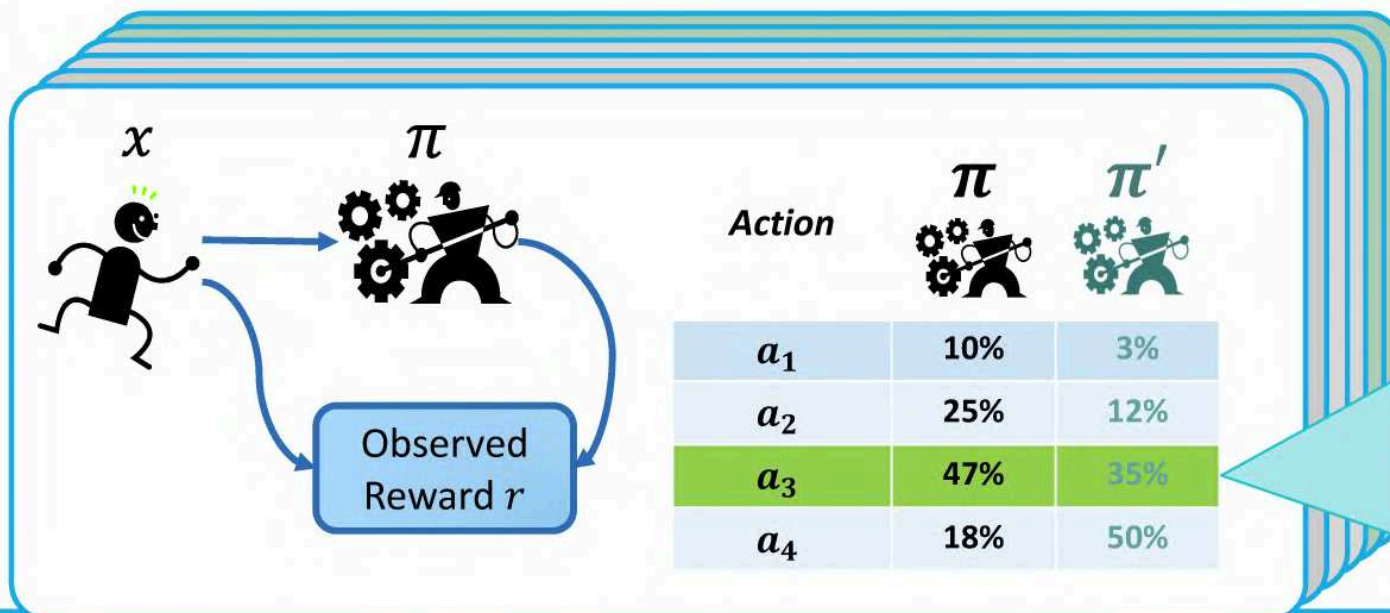 x π
Observed
Reward r
Action π π′
a₁ 10% 3%
a₂ 25% 12%
a₃ 47% 35%
a₄ 18% 50%